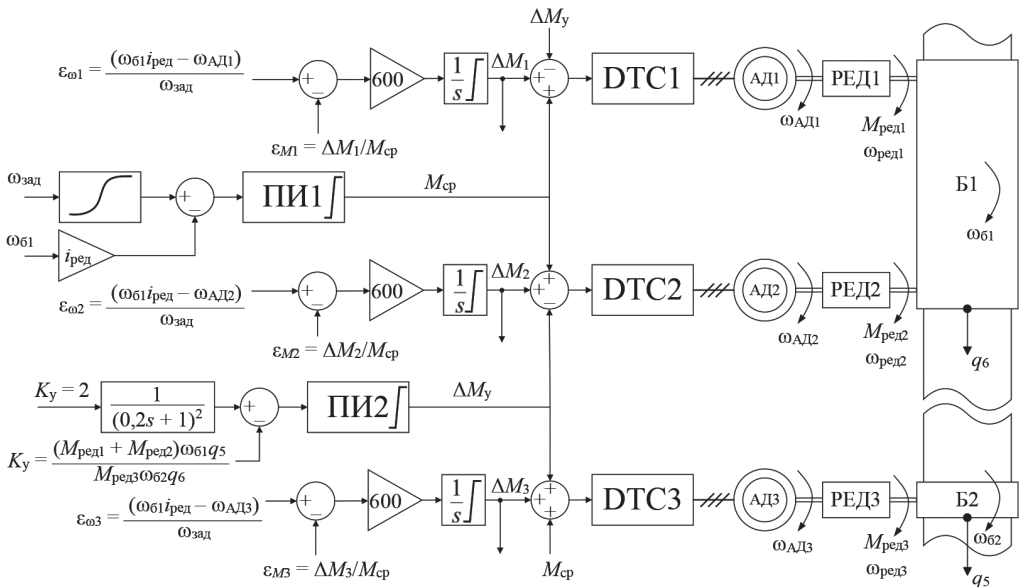 ΔMу
εω1 = (ωб1iред – ωАД1) / ωзад
+
–
600
1/s
ΔM1
–
+
–
DTC1
АД1
РЕД1
ωАД1
Mред1
ωред1
εM1 = ΔM1/Mср
ωзад
+
–
ПИ1
Mср
Б1
ωб1
ωб1
iред
εω2 = (ωб1iред – ωАД2) / ωзад
+
–
600
1/s
ΔM2
+
+
–
DTC2
АД2
РЕД2
ωАД2
Mред2
ωред2
q6
εM2 = ΔM2/Mср
Kу = 2
1 / (0,2s + 1)2
+
–
ПИ2
ΔMу
Kу = (Mред1 + Mред2)ωб1q5 / Mред3ωб2q6
εω3 = (ωб1iред – ωАД3) / ωзад
+
–
600
1/s
ΔM3
+
+
+
DTC3
АД3
РЕД3
Б2
ωАД3
Mред3
ωред3
ωб2
εM3 = ΔM3/Mср
Mср
q5